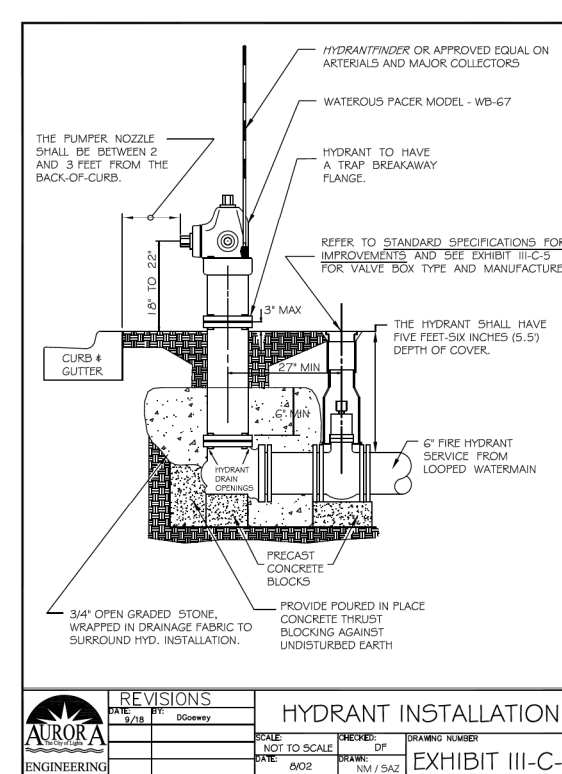 HYDRANTFINDER OR APPROVED EQUAL ON
ARTERIALS AND MAJOR COLLECTORS
WATEROUS PACER MODEL - WB-67
THE PUMPER NOZZLE
SHALL BE BETWEEN 2
AND 3 FEET FROM THE
BACK-OF-CURB.
HYDRANT TO HAVE
A TRAP BREAKAWAY
FLANGE.
REFER TO STANDARD SPECIFICATIONS FOR
IMPROVEMENTS AND SEE EXHIBIT III-C-5
FOR VALVE BOX TYPE AND MANUFACTURE
18" TO 22"
3" MAX
THE HYDRANT SHALL HAVE
FIVE FEET-SIX INCHES (5.5')
DEPTH OF COVER.
CURB &
GUTTER
27" MIN
6" MIN
6" FIRE HYDRANT
SERVICE FROM
LOOPED WATERMAIN
HYDRANT
DRAIN
OPENINGS
PRECAST
CONCRETE
BLOCKS
3/4" OPEN GRADED STONE,
WRAPPED IN DRAINAGE FABRIC TO
SURROUND HYD. INSTALLATION.
PROVIDE POURED IN PLACE
CONCRETE THRUST
BLOCKING AGAINST
UNDISTURBED EARTH
AURORA
The City of Lights
ENGINEERING
REVISIONS
DATE: BY:
9/18 DGoewey
HYDRANT INSTALLATION
SCALE: CHECKED: DRAWING NUMBER
NOT TO SCALE DF
DATE: DRAWN:
8/02 NM / SAZ
EXHIBIT III-C-